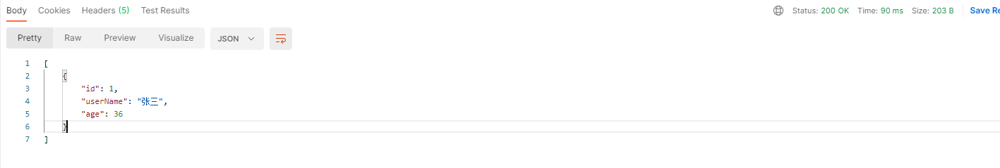 Body Cookies Headers (5) Test Results Status: 200 OK Time: 90 ms Size: 203 B Save Re
Pretty Raw Preview Visualize JSON
1 [
2 {
3 "id": 1,
4 "userName": "张三",
5 "age": 36
6 }
7 ]